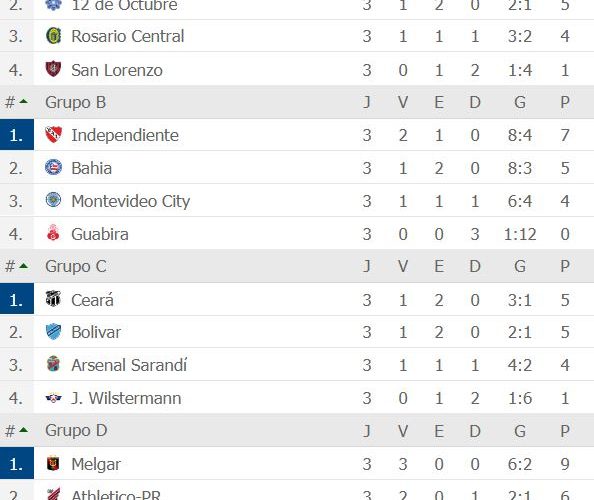 2. 12 de Octubre 3 1 2 0 2:1 5
3. Rosario Central 3 1 1 1 3:2 4
4. San Lorenzo 3 0 1 2 1:4 1
# Grupo B J V E D G P
1. Independiente 3 2 1 0 8:4 7
2. Bahia 3 1 2 0 8:3 5
3. Montevideo City 3 1 1 1 6:4 4
4. Guabira 3 0 0 3 1:12 0
# Grupo C J V E D G P
1. Ceará 3 1 2 0 3:1 5
2. Bolivar 3 1 2 0 2:1 5
3. Arsenal Sarandí 3 1 1 1 4:2 4
4. J. Wilstermann 3 0 1 2 1:6 1
# Grupo D J V E D G P
1. Melgar 3 3 0 0 6:2 9
2. Athletico-PR 3 2 0 1 2:1 6